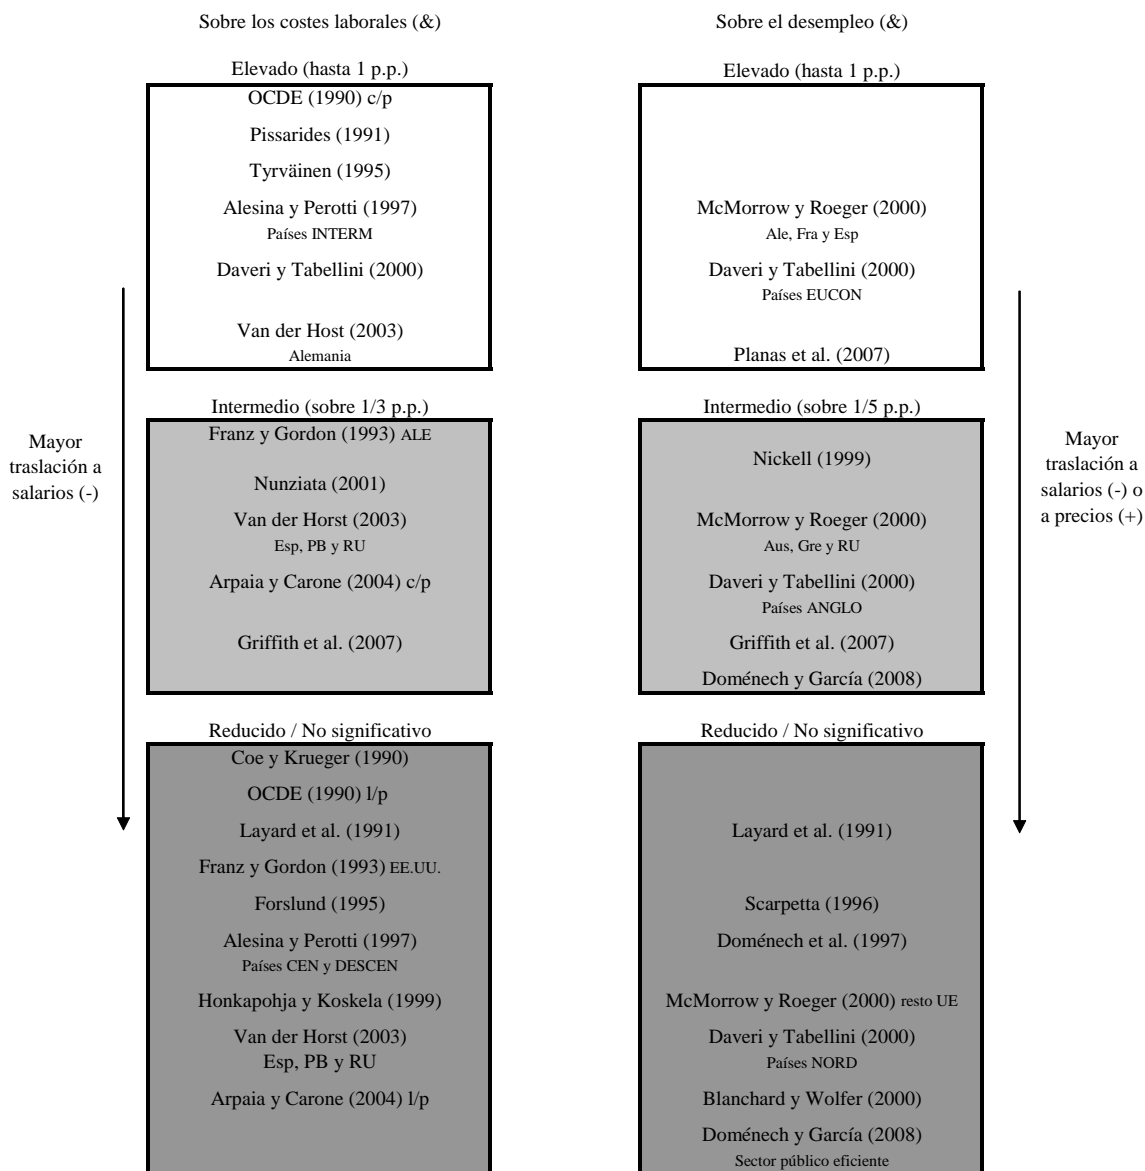 Sobre los costes laborales (&)
Elevado (hasta 1 p.p.)
OCDE (1990) c/p
Pissarides (1991)
Tyrväinen (1995)
Alesina y Perotti (1997)
Países INTERM
Daveri y Tabellini (2000)
Van der Host (2003)
Alemania
Intermedio (sobre 1/3 p.p.)
Franz y Gordon (1993) ALE
Nunziata (2001)
Van der Horst (2003)
Esp, PB y RU
Arpaia y Carone (2004) c/p
Griffith et al. (2007)
Reducido / No significativo
Coe y Krueger (1990)
OCDE (1990) l/p
Layard et al. (1991)
Franz y Gordon (1993) EE.UU.
Forslund (1995)
Alesina y Perotti (1997)
Países CEN y DESCEN
Honkapohja y Koskela (1999)
Van der Horst (2003)
Esp, PB y RU
Arpaia y Carone (2004) l/p
Mayor
traslación a
salarios (-)
Sobre el desempleo (&)
Elevado (hasta 1 p.p.)
McMorrow y Roeger (2000)
Ale, Fra y Esp
Daveri y Tabellini (2000)
Países EUCON
Planas et al. (2007)
Intermedio (sobre 1/5 p.p.)
Nickell (1999)
McMorrow y Roeger (2000)
Aus, Gre y RU
Daveri y Tabellini (2000)
Países ANGLO
Griffith et al. (2007)
Doménech y García (2008)
Reducido / No significativo
Layard et al. (1991)
Scarpetta (1996)
Doménech et al. (1997)
McMorrow y Roeger (2000) resto UE
Daveri y Tabellini (2000)
Países NORD
Blanchard y Wolfer (2000)
Doménech y García (2008)
Sector público eficiente
Mayor
traslación a
salarios (-) o
a precios (+)